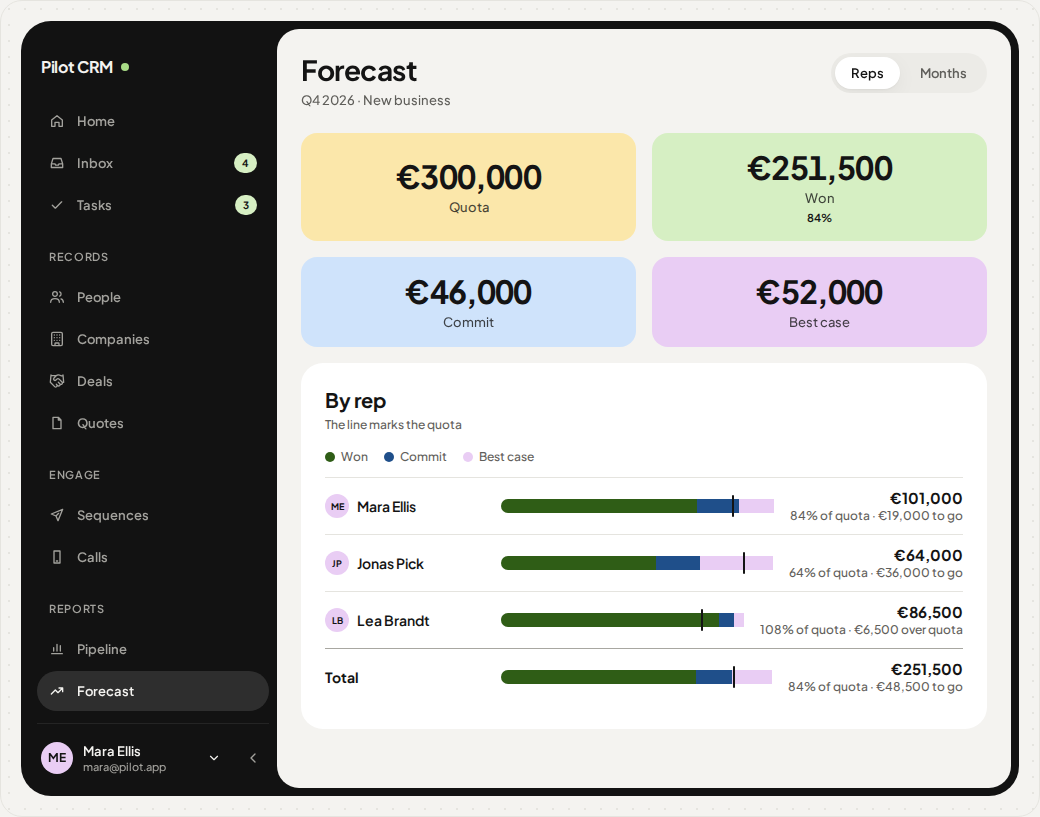 Pilot CRM
Home
Inbox 4
Tasks 3
RECORDS
People
Companies
Deals
Quotes
ENGAGE
Sequences
Calls
REPORTS
Pipeline
Forecast
ME Mara Ellis
mara@pilot.app
Forecast
Q4 2026 · New business
Reps Months
€300,000
Quota
€251,500
Won
84%
€46,000
Commit
€52,000
Best case
By rep
The line marks the quota
Won Commit Best case
ME Mara Ellis €101,000
84% of quota · €19,000 to go
JP Jonas Pick €64,000
64% of quota · €36,000 to go
LB Lea Brandt €86,500
108% of quota · €6,500 over quota
Total €251,500
84% of quota · €48,500 to go